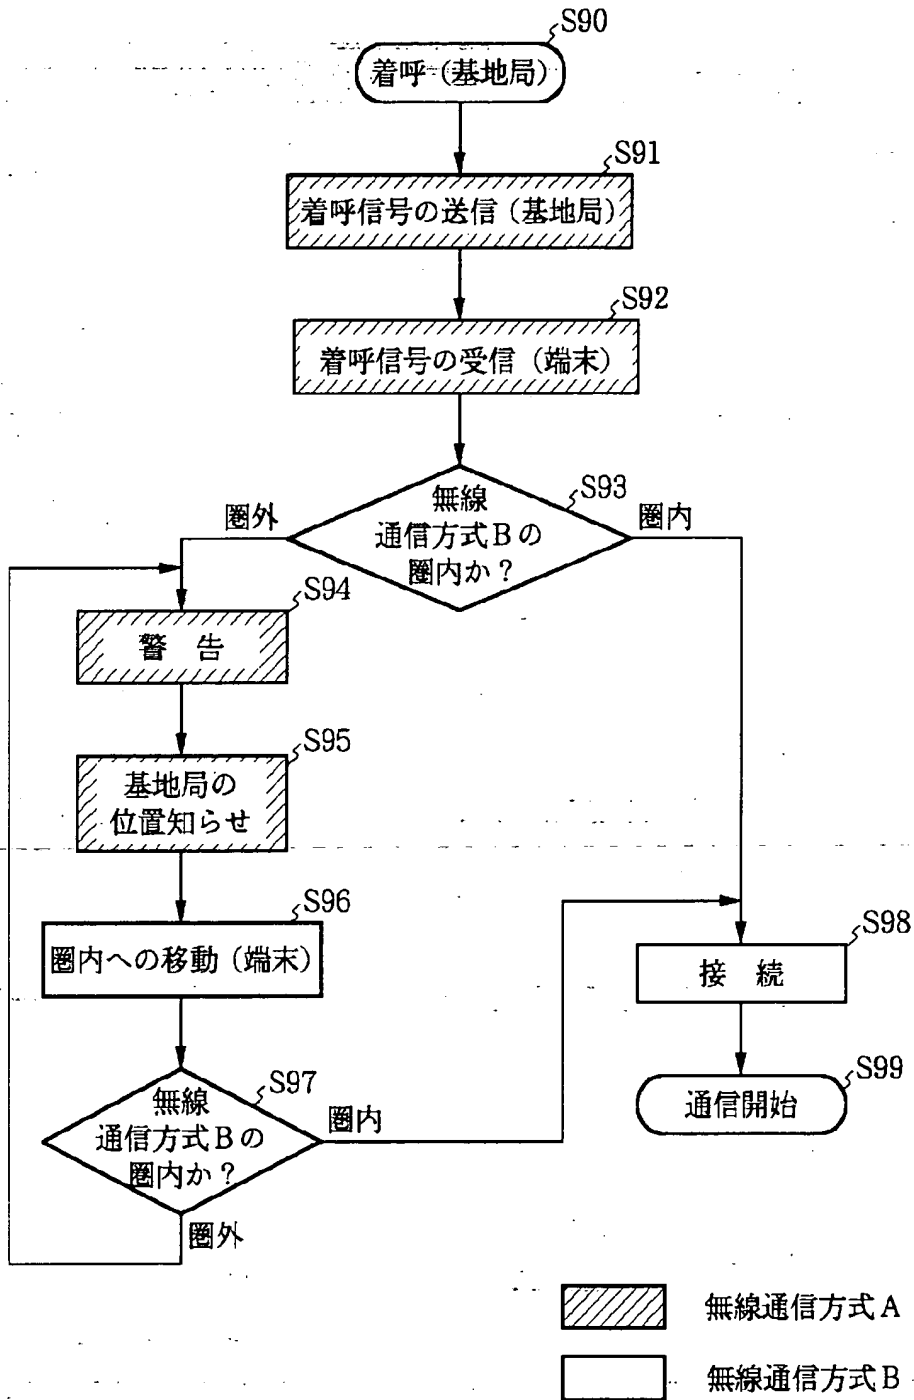 S90
着呼（基地局）
S91
着呼信号の送信（基地局）
S92
着呼信号の受信（端末）
S93
無線
通信方式Bの
圏内か？
圏外
圏内
S94
警 告
S95
基地局の
位置知らせ
S96
圏内への移動（端末）
S97
無線
通信方式Bの
圏内か？
圏内
圏外
S98
接 続
S99
通信開始
無線通信方式A
無線通信方式B